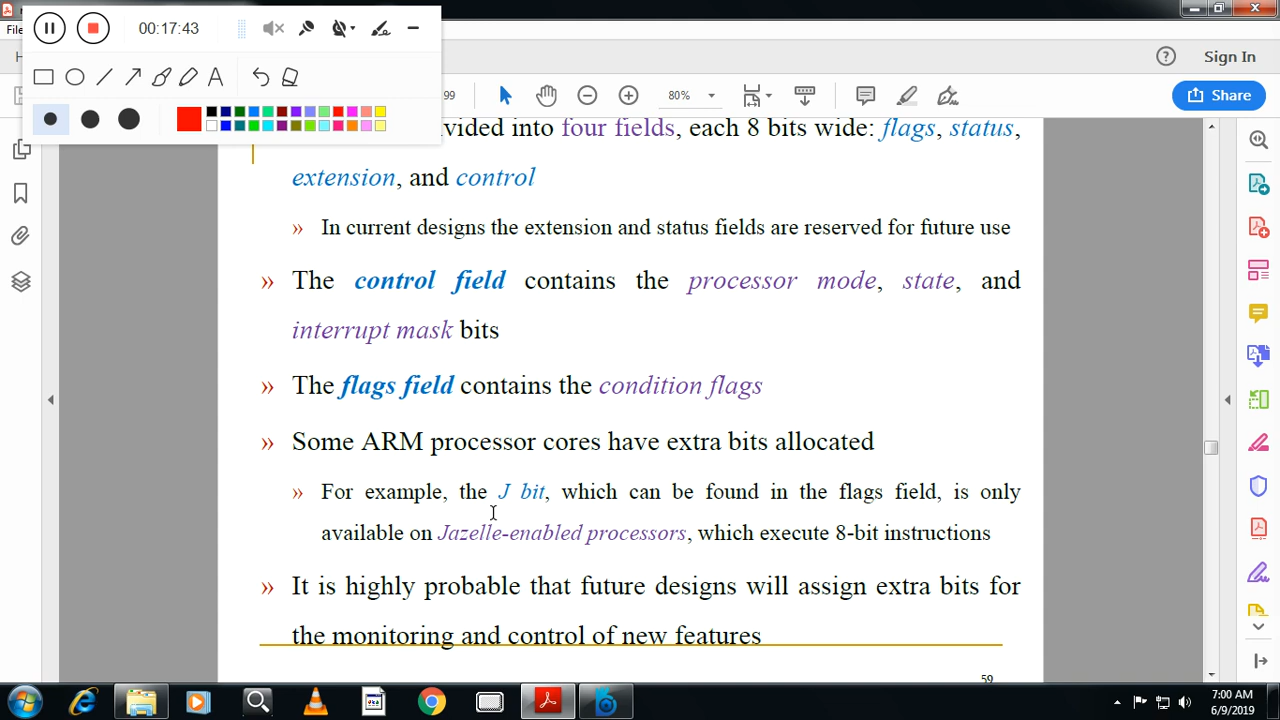 00:17:43
File
Sign In
99
80%
Share
vided into four fields, each 8 bits wide: flags, status,
extension, and control
» In current designs the extension and status fields are reserved for future use
» The control field contains the processor mode, state, and
interrupt mask bits
» The flags field contains the condition flags
» Some ARM processor cores have extra bits allocated
» For example, the J bit, which can be found in the flags field, is only
available on Jazelle-enabled processors, which execute 8-bit instructions
» It is highly probable that future designs will assign extra bits for
the monitoring and control of new features
59
7:00 AM
6/9/2019